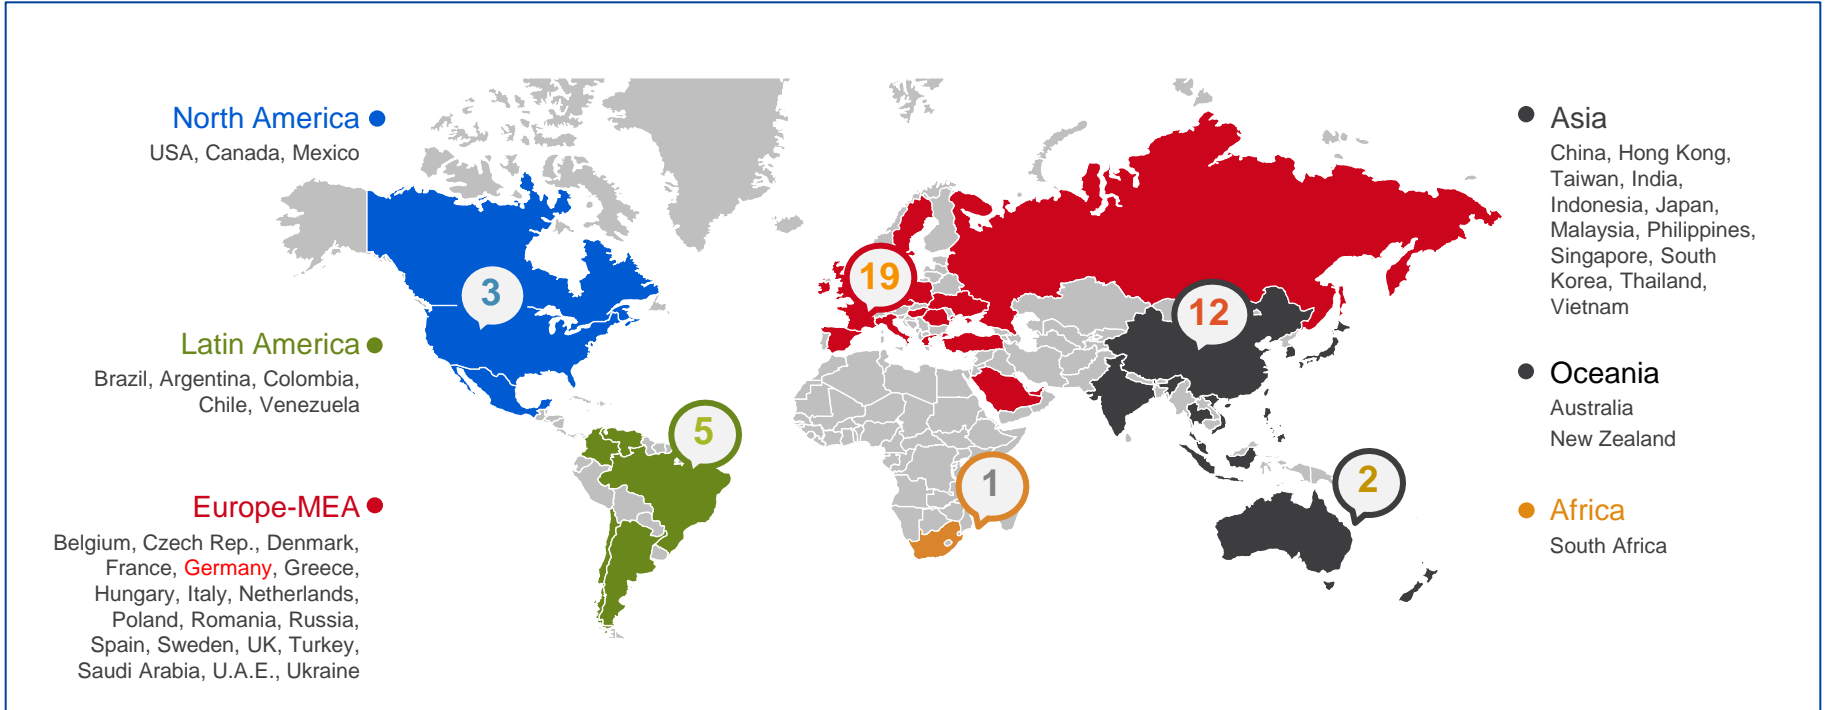 North America
USA, Canada, Mexico
Latin America
Brazil, Argentina, Colombia,
Chile, Venezuela
Europe-MEA
Belgium, Czech Rep., Denmark,
France, Germany, Greece,
Hungary, Italy, Netherlands,
Poland, Romania, Russia,
Spain, Sweden, UK, Turkey,
Saudi Arabia, U.A.E., Ukraine
3
5
19
1
12
2
Asia
China, Hong Kong,
Taiwan, India,
Indonesia, Japan,
Malaysia, Philippines,
Singapore, South
Korea, Thailand,
Vietnam
Oceania
Australia
New Zealand
Africa
South Africa